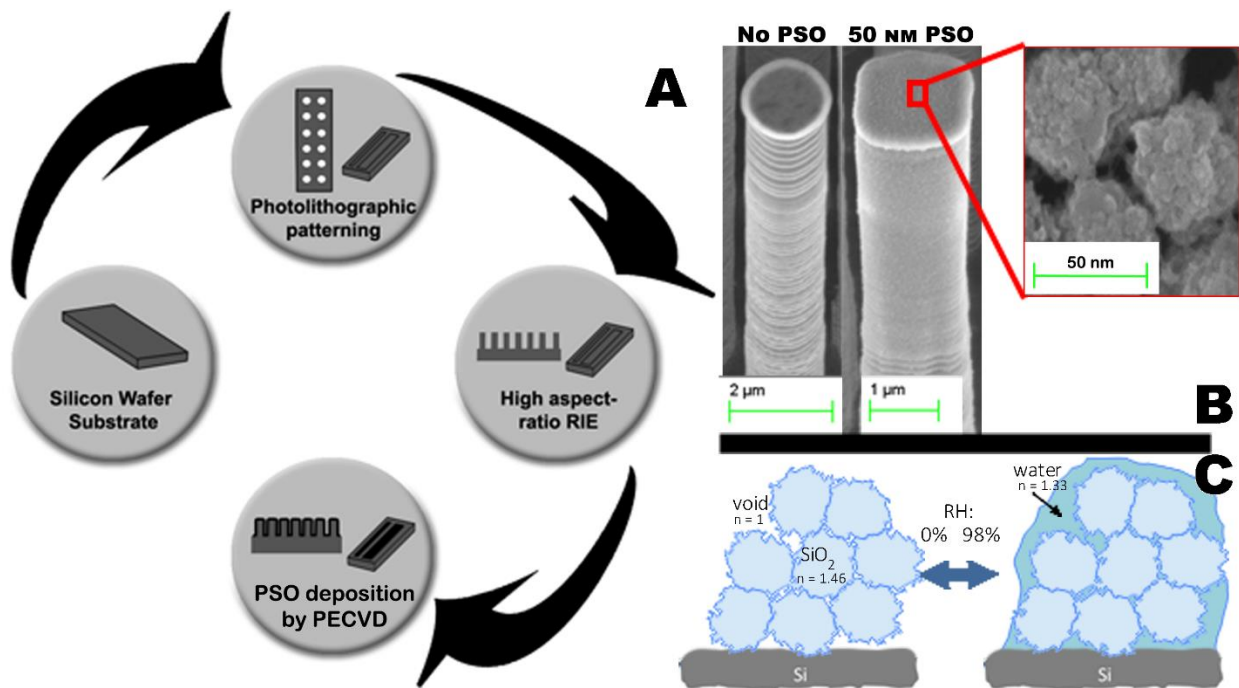 Photolithographic
patterning
Silicon Wafer
Substrate
High aspect-
ratio RIE
PSO deposition
by PECVD
A
No PSO
50 NM PSO
2 µm
1 µm
50 nm
B
C
void
n = 1
SiO2
n = 1.46
RH:
0% 98%
water
n = 1.33
Si
Si